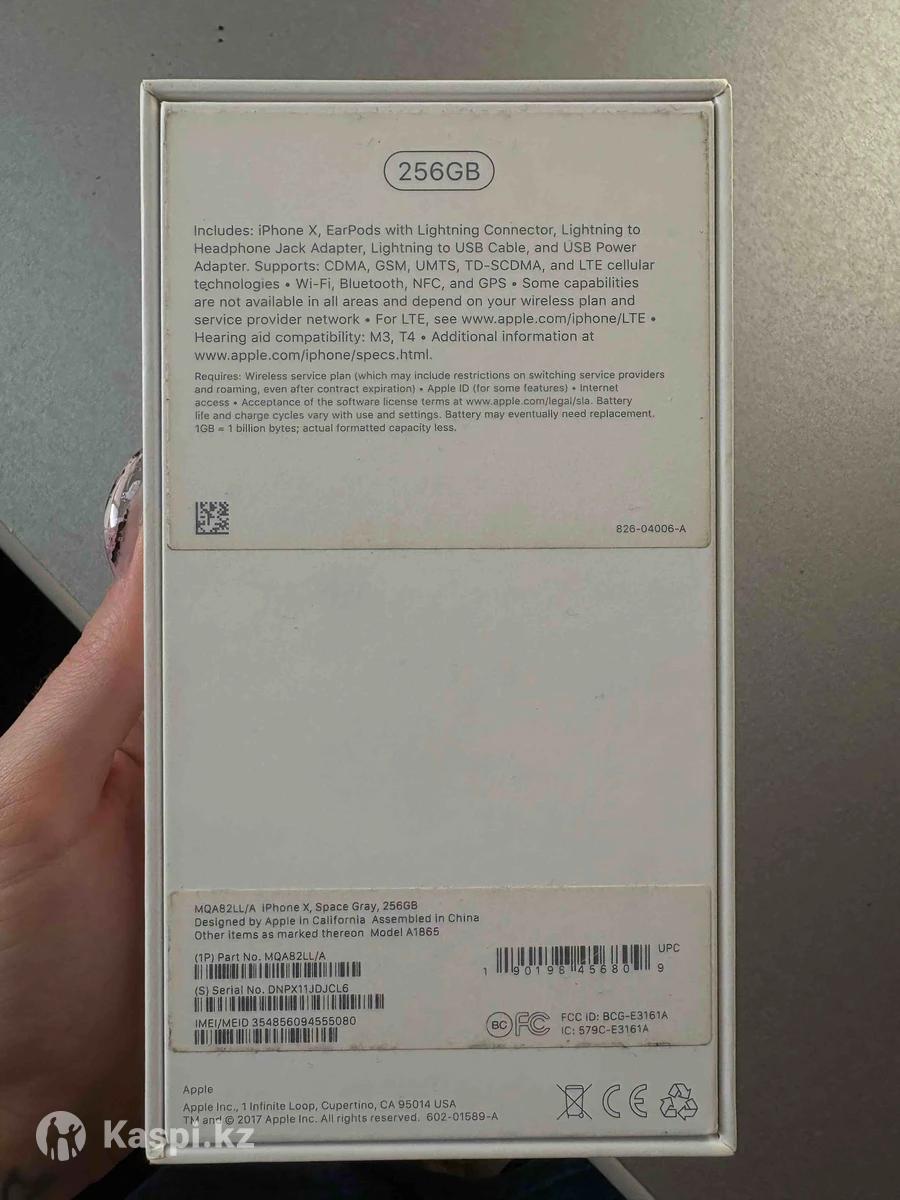 256GB
Includes: iPhone X, EarPods with Lightning Connector, Lightning to
Headphone Jack Adapter, Lightning to USB Cable, and USB Power
Adapter. Supports: CDMA, GSM, UMTS, TD-SCDMA, and LTE cellular
technologies • Wi-Fi, Bluetooth, NFC, and GPS • Some capabilities
are not available in all areas and depend on your wireless plan and
service provider network • For LTE, see www.apple.com/iphone/LTE •
Hearing aid compatibility: M3, T4 • Additional information at
www.apple.com/iphone/specs.html.
Requires: Wireless service plan (which may include restrictions on switching service providers
and roaming, even after contract expiration) • Apple ID (for some features) • Internet
access • Acceptance of the software license terms at www.apple.com/legal/sla. Battery
life and charge cycles vary with use and settings. Battery may eventually need replacement.
1GB = 1 billion bytes; actual formatted capacity less.
826-04006-A
MQA82LL/A iPhone X, Space Gray, 256GB
Designed by Apple in California Assembled in China
Other items as marked thereon Model A1865
(1P) Part No. MQA82LL/A
(S) Serial No. DNPX11JDJCL6
IMEI/MEID 354856094555080
UPC
1 90198 45680 9
BC FC
FCC ID: BCG-E3161A
IC: 579C-E3161A
Apple
Apple Inc., 1 Infinite Loop, Cupertino, CA 95014 USA
TM and © 2017 Apple Inc. All rights reserved. 602-01589-A
CE
Kaspi.kz